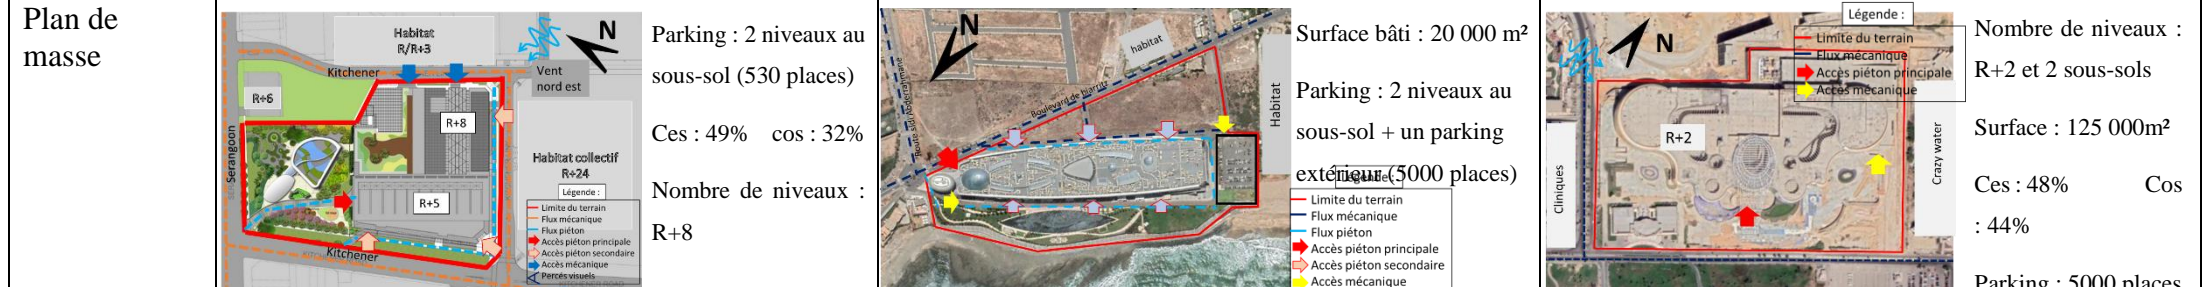 Plan de
masse
Habitat
R/R+3
N
Kitchener
Vent
nord est
R+6
R+8
Serangoon
Habitat collectif
R+24
R+5
Kitchener
Légende :
Limite du terrain
Flux mécanique
Flux piéton
Accès piéton principale
Accès piéton secondaire
Accès mécanique
Percés visuels
Parking : 2 niveaux au
sous-sol (530 places)
Ces : 49% cos : 32%
Nombre de niveaux :
R+8
N
habitat
Boulevard de biarritz
Route sidi Abderrahmane
Habitat
Légende :
Limite du terrain
Flux mécanique
Flux piéton
Accès piéton principale
Accès piéton secondaire
Accès mécanique
Surface bâti : 20 000 m²
Parking : 2 niveaux au
sous-sol + un parking
extérieur (5000 places)
N
Légende :
Limite du terrain
Flux mécanique
Accès piéton principale
Accès mécanique
R+2
Cliniques
Crazy water
Nombre de niveaux :
R+2 et 2 sous-sols
Surface : 125 000m²
Ces : 48% Cos
: 44%
Parking : 5000 places